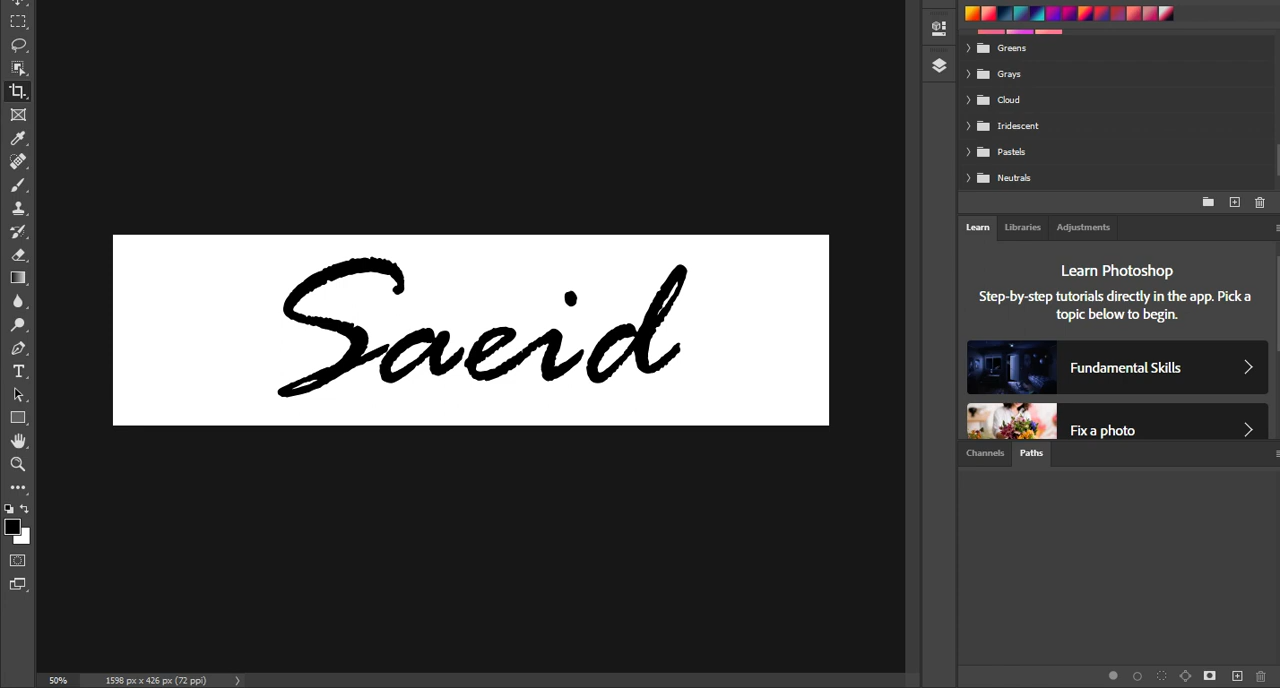 Greens
Grays
Cloud
Iridescent
Pastels
Neutrals
Learn Libraries Adjustments
Learn Photoshop
Step-by-step tutorials directly in the app. Pick a
topic below to begin.
Fundamental Skills
Fix a photo
Channels Paths
Saeid
T
50% 1598 px x 426 px (72 ppi)